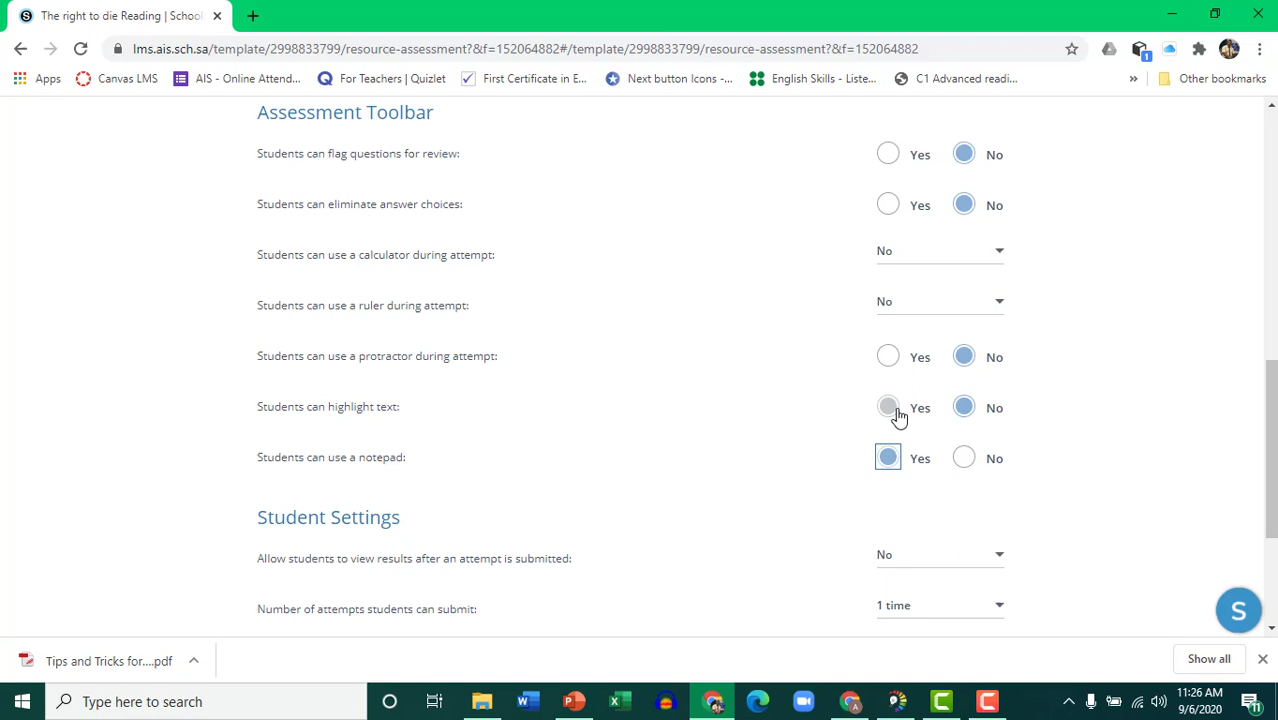 S The right to die Reading | School
lms.ais.sch.sa/template/2998833799/resource-assessment?&f=152064882#/template/2998833799/resource-assessment?&f=152064882
1
Apps Canvas LMS AIS - Online Attend... For Teachers | Quizlet First Certificate in E... Next button Icons -... English Skills - Liste... C1 Advanced readi... » Other bookmarks
Assessment Toolbar
Students can flag questions for review: Yes No
Students can eliminate answer choices: Yes No
Students can use a calculator during attempt: No
Students can use a ruler during attempt: No
Students can use a protractor during attempt: Yes No
Students can highlight text: Yes No
Students can use a notepad: Yes No
Student Settings
Allow students to view results after an attempt is submitted: No
Number of attempts students can submit: 1 time
S
Tips and Tricks for....pdf Show all
Type here to search
11:26 AM
9/6/2020
11